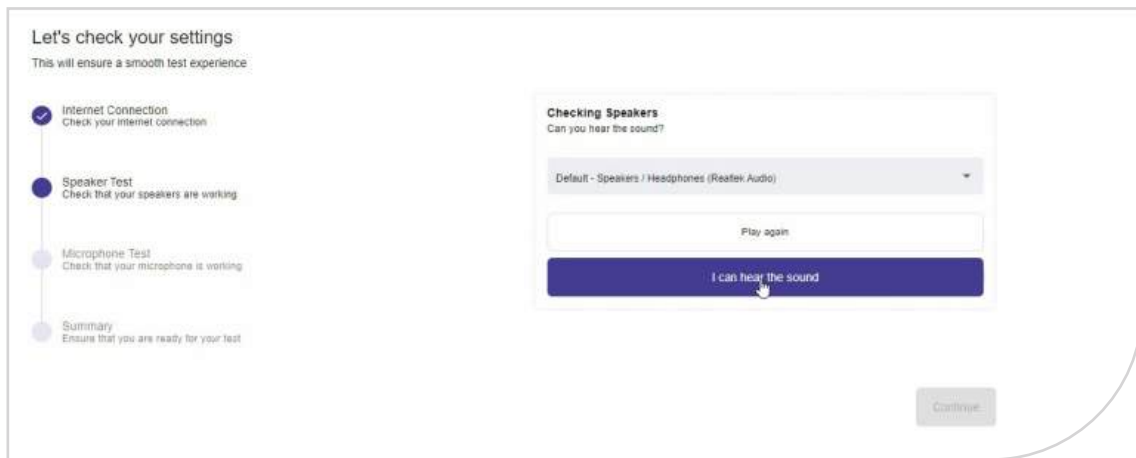 Let's check your settings
This will ensure a smooth test experience
Internet Connection
Check your internet connection
Speaker Test
Check that your speakers are working
Microphone Test
Check that your microphone is working
Summary
Ensure that you are ready for your test
Checking Speakers
Can you hear the sound?
Default - Speakers / Headphones (Realtek Audio)
Play again
I can hear the sound
Continue